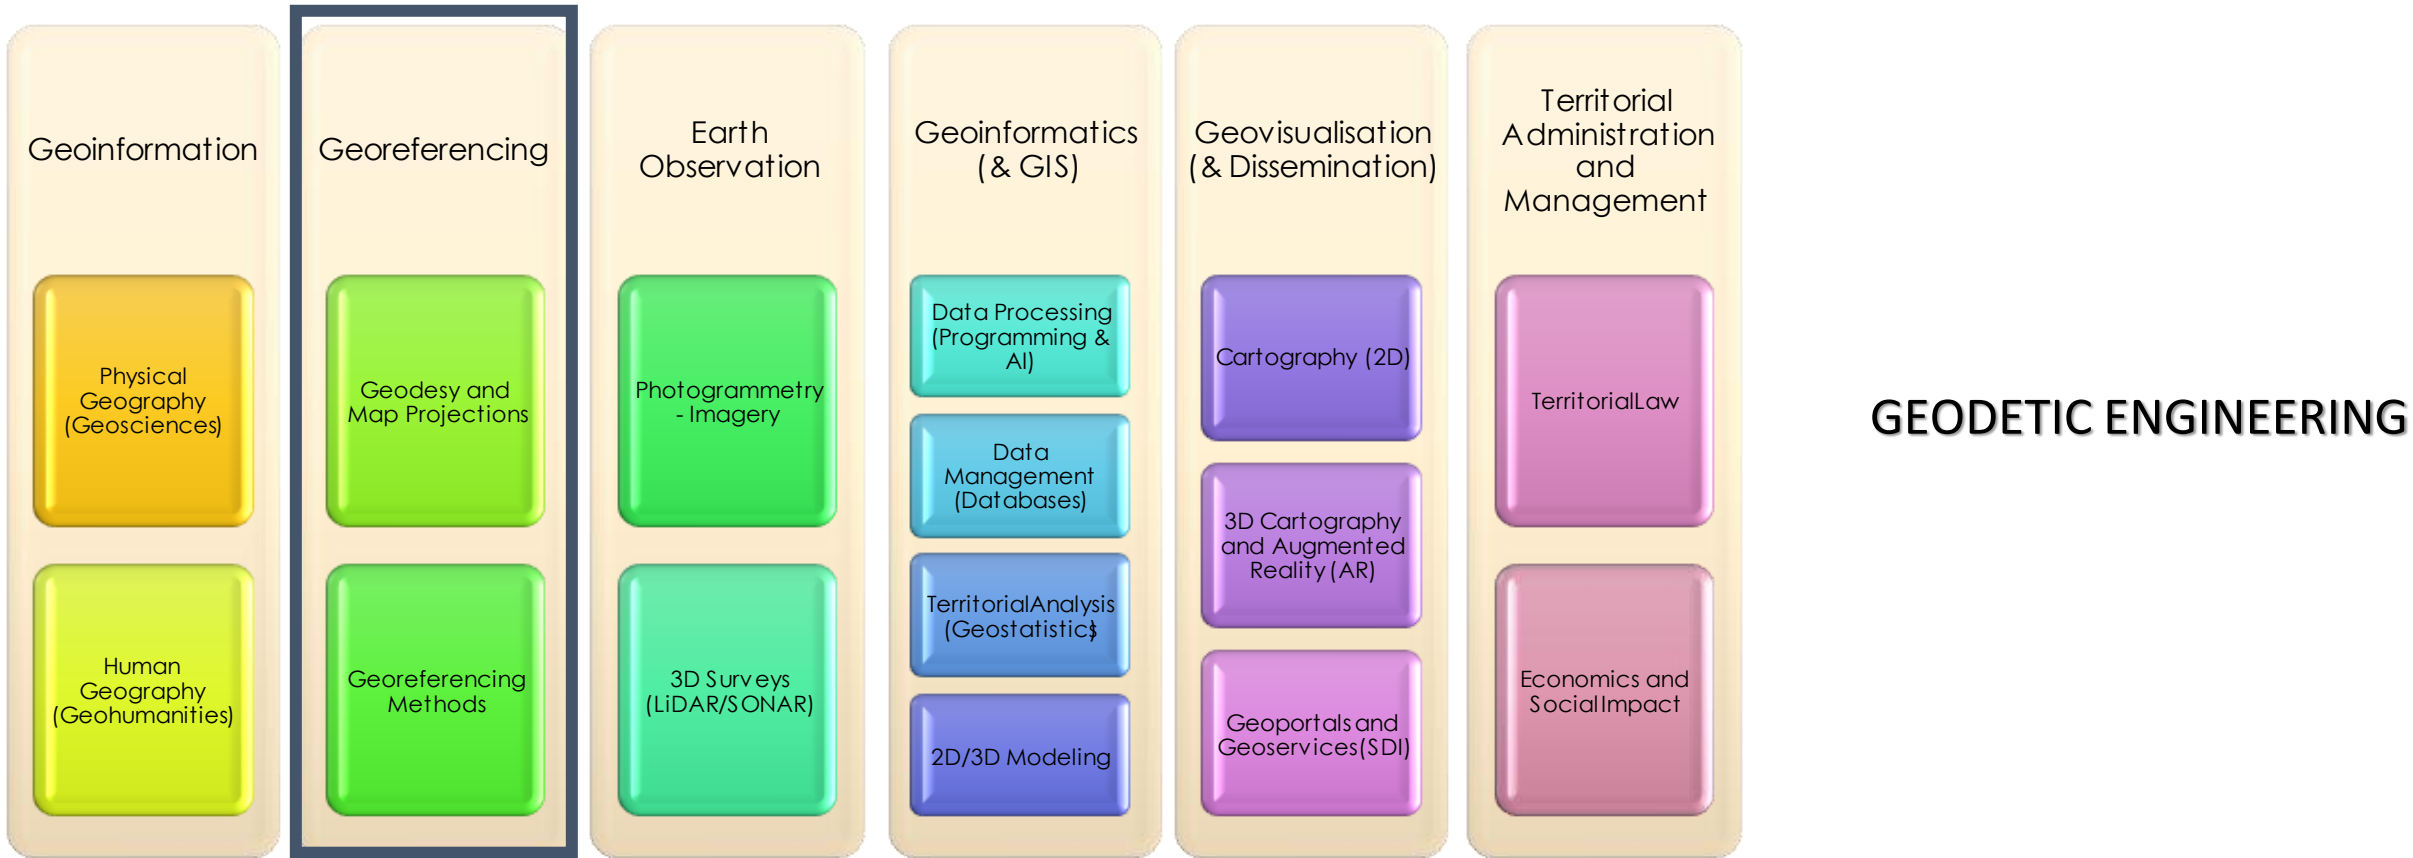 Geoinformation
Physical
Geography
(Geosciences)
Human
Geography
(Geohumanities)
Georeferencing
Geodesy and
Map Projections
Georeferencing
Methods
Earth
Observation
Photogrammetry
- Imagery
3D Surveys
(LiDAR/SONAR)
Geoinformatics
(& GIS)
Data Processing
(Programming &
AI)
Data
Management
(Databases)
TerritorialAnalysis
(Geostatistics)
2D/3D Modeling
Geovisualisation
(& Dissemination)
Cartography (2D)
3D Cartography
and Augmented
Reality (AR)
Geoportals and
Geoservices(SDI)
Territorial
Administration
and
Management
TerritorialLaw
Economics and
Social Impact
GEODETIC ENGINEERING